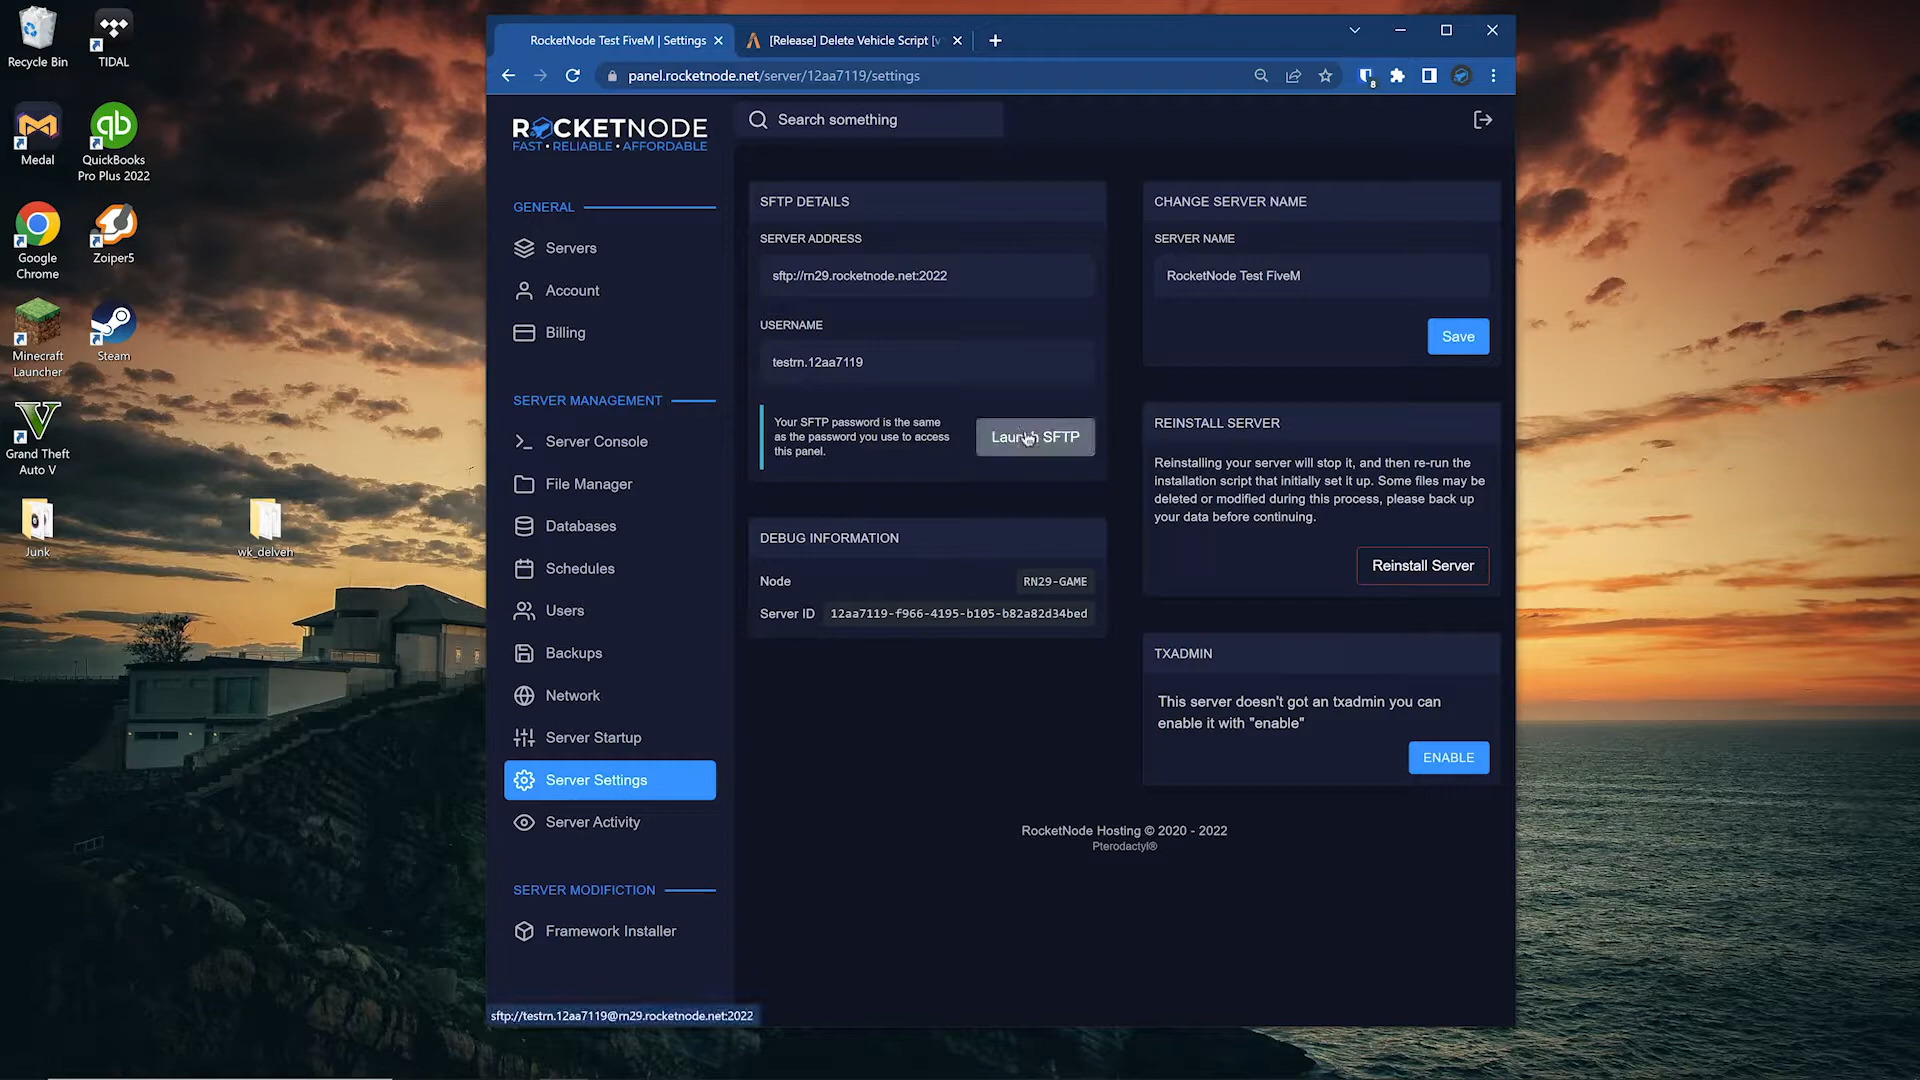 Recycle Bin
TIDAL
Medal
QuickBooks
Pro Plus 2022
Google
Chrome
Zoiper5
Minecraft
Launcher
Steam
Grand Theft
Auto V
Junk
wk_delveh
RocketNode Test FiveM | Settings
[Release] Delete Vehicle Script [v
panel.rocketnode.net/server/12aa7119/settings
8
ROCKETNODE
FAST • RELIABLE • AFFORDABLE
Search something
GENERAL
Servers
Account
Billing
SERVER MANAGEMENT
Server Console
File Manager
Databases
Schedules
Users
Backups
Network
Server Startup
Server Settings
Server Activity
SERVER MODIFICTION
Framework Installer
SFTP DETAILS
SERVER ADDRESS
sftp://rn29.rocketnode.net:2022
USERNAME
testrn.12aa7119
Your SFTP password is the same
as the password you use to access
this panel.
Launch SFTP
DEBUG INFORMATION
Node
RN29-GAME
Server ID
12aa7119-f966-4195-b105-b82a82d34bed
CHANGE SERVER NAME
SERVER NAME
RocketNode Test FiveM
Save
REINSTALL SERVER
Reinstalling your server will stop it, and then re-run the
installation script that initially set it up. Some files may be
deleted or modified during this process, please back up
your data before continuing.
Reinstall Server
TXADMIN
This server doesn't got an txadmin you can
enable it with "enable"
ENABLE
RocketNode Hosting © 2020 - 2022
Pterodactyl®
sftp://testrn.12aa7119@rn29.rocketnode.net:2022